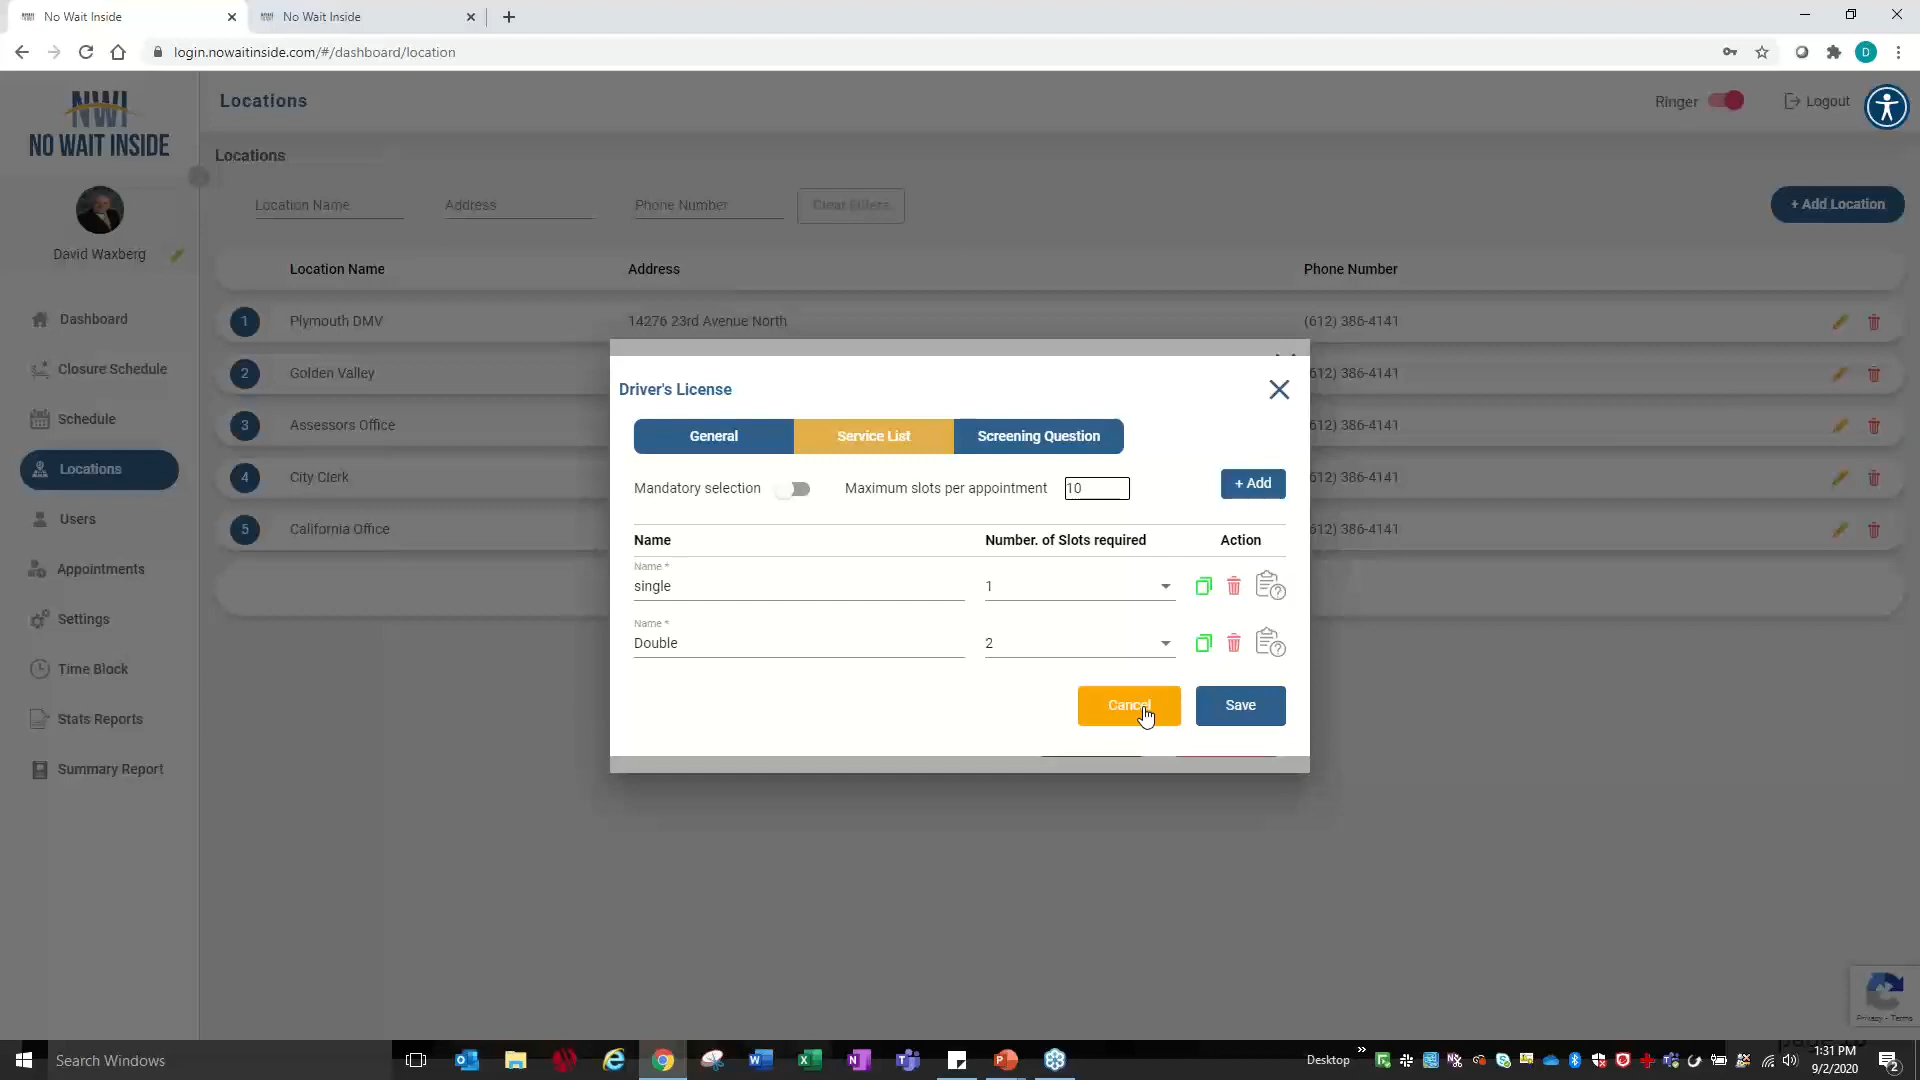 No Wait Inside
No Wait Inside
login.nowaitinside.com/#/dashboard/location
D
NWI
NO WAIT INSIDE
Locations
Ringer
Logout
Locations
David Waxberg
Location Name
Address
Phone Number
Clear Filters
+ Add Location
Location Name
Address
Phone Number
1
Plymouth DMV
14276 23rd Avenue North
(612) 386-4141
2
Golden Valley
612) 386-4141
3
Assessors Office
612) 386-4141
4
City Clerk
612) 386-4141
5
California Office
612) 386-4141
Dashboard
Closure Schedule
Schedule
Locations
Users
Appointments
Settings
Time Block
Stats Reports
Summary Report
Driver's License
General
Service List
Screening Question
Mandatory selection
Maximum slots per appointment
10
+ Add
Name
Number. of Slots required
Action
Name *
single
1
Name *
Double
2
Cancel
Save
Privacy - Terms
Search Windows
Desktop
1:31 PM
9/2/2020
2